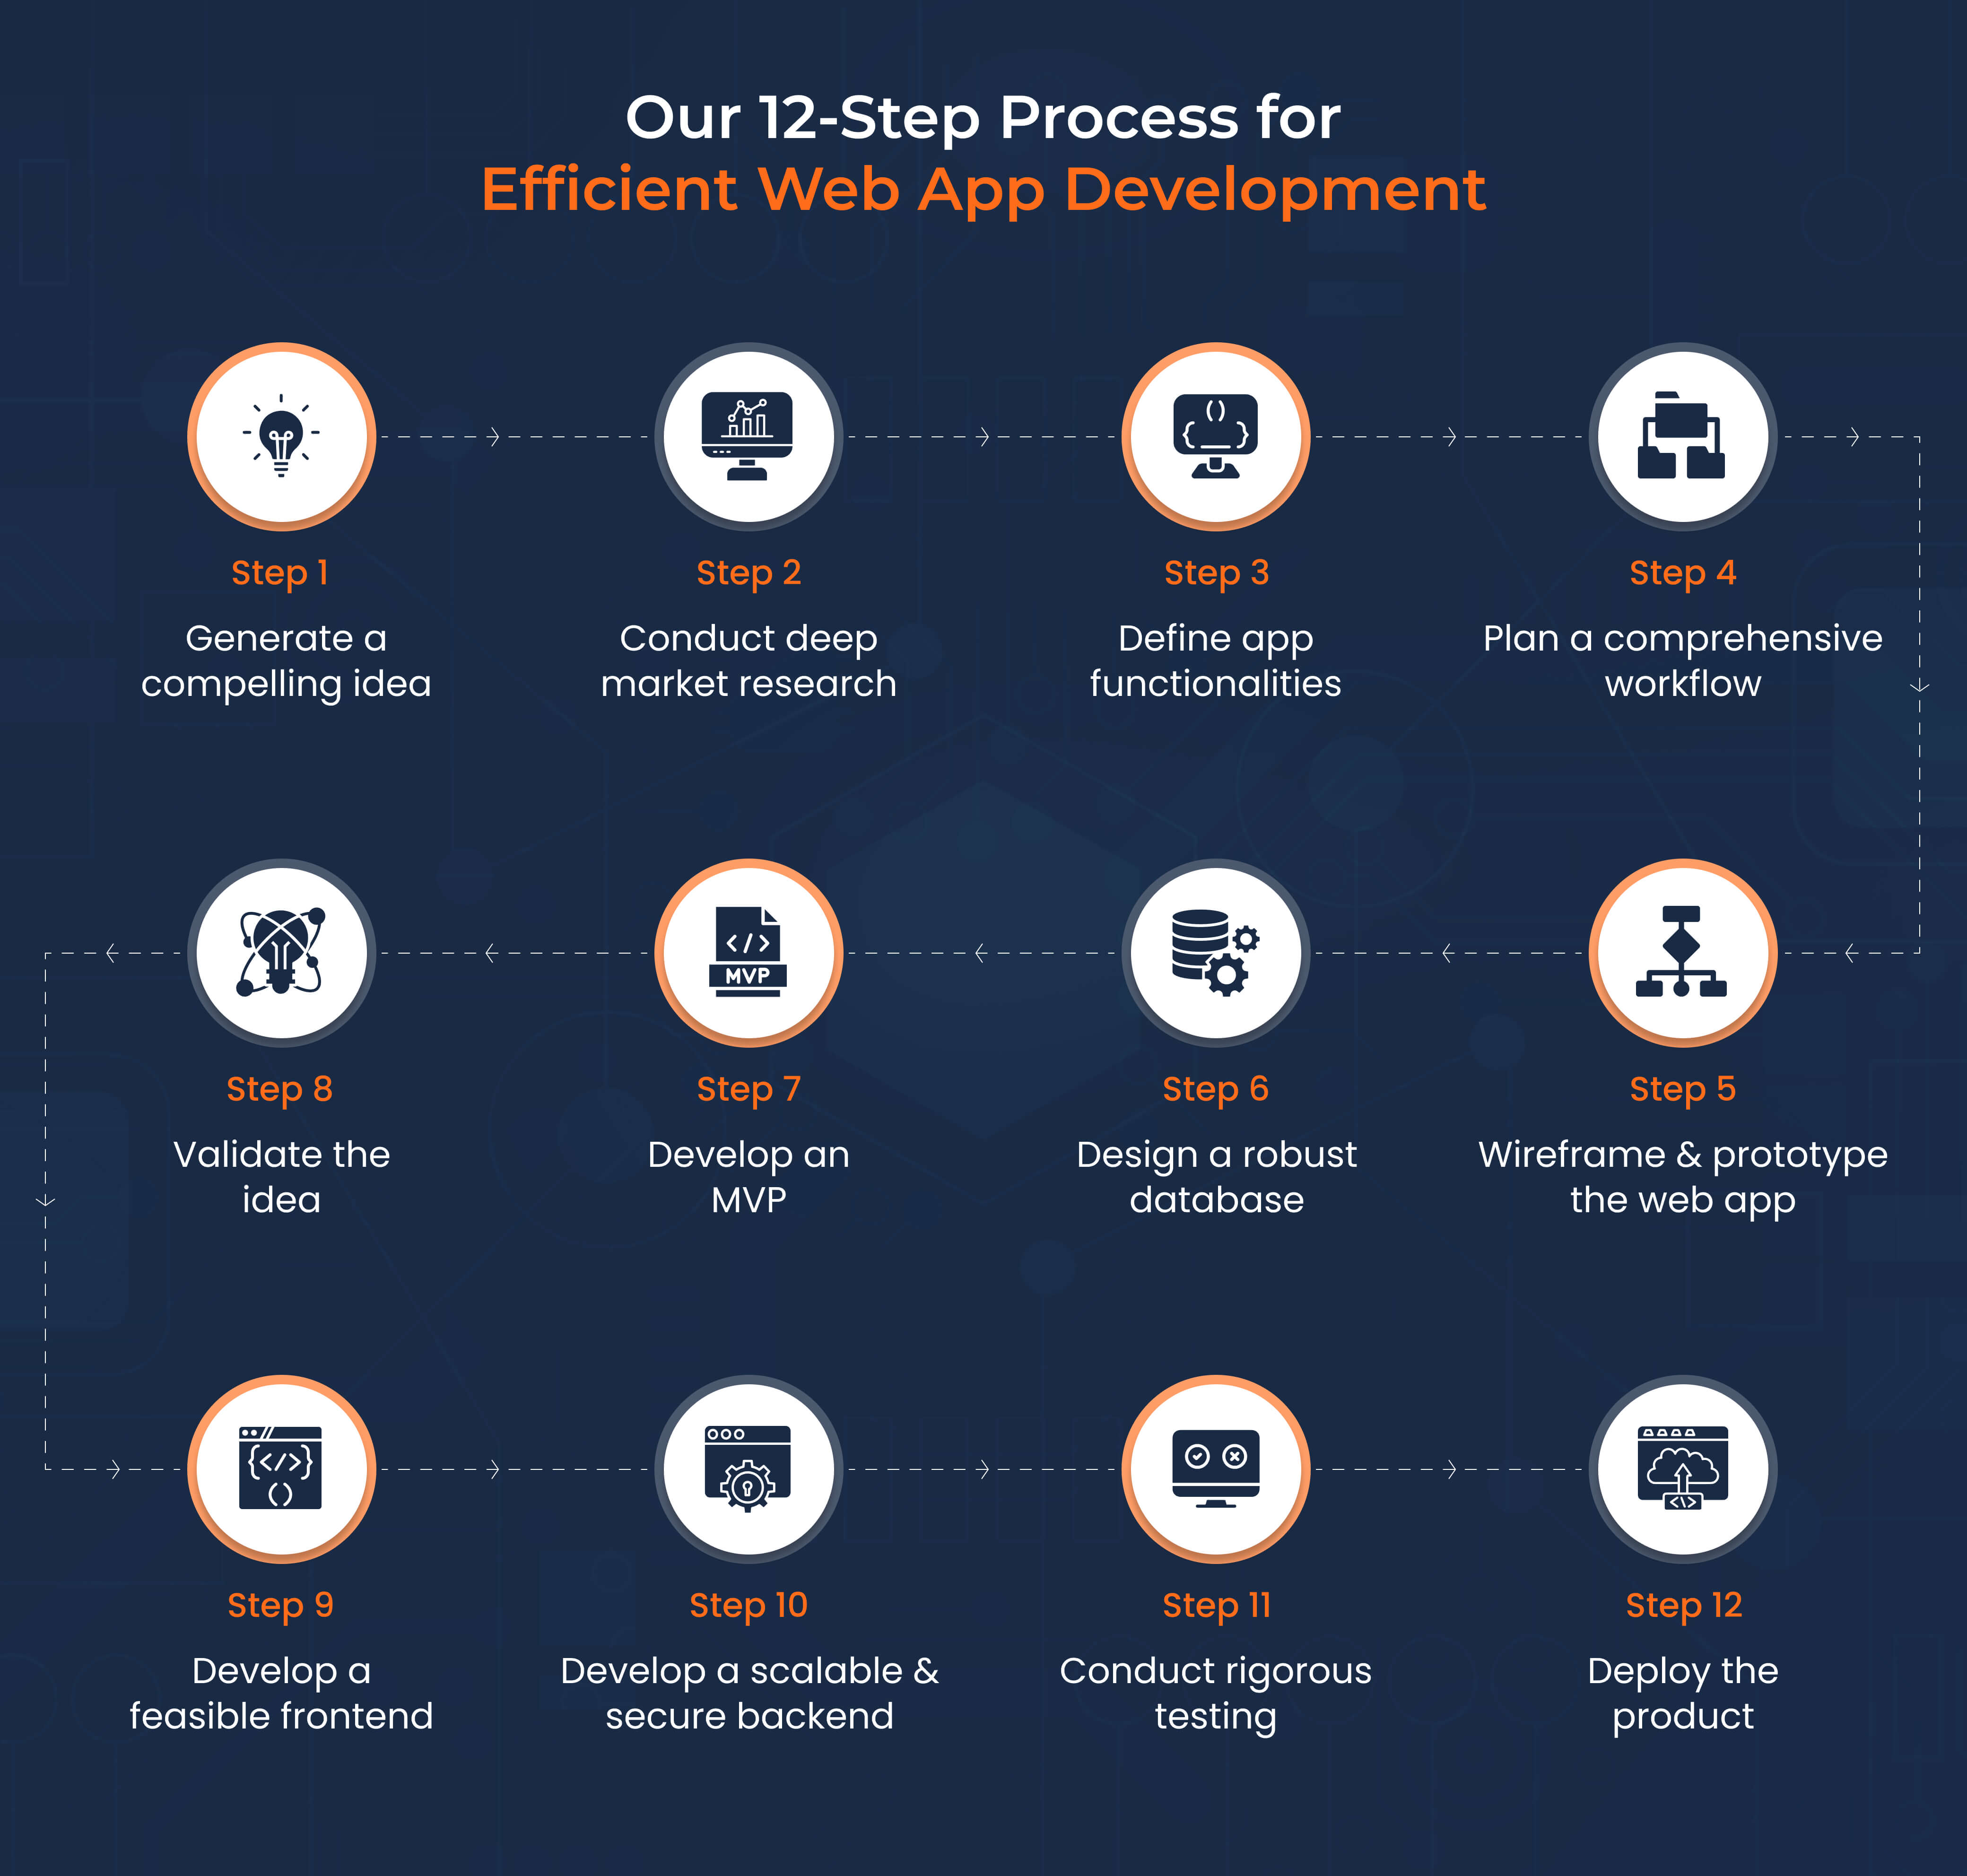 Our 12-Step Process for
Efficient Web App Development
Step 1
Generate a
compelling idea
Step 2
Conduct deep
market research
Step 3
Define app
functionalities
Step 4
Plan a comprehensive
workflow
Step 5
Wireframe & prototype
the web app
Step 6
Design a robust
database
MVP
Step 7
Develop an
MVP
Step 8
Validate the
idea
Step 9
Develop a
feasible frontend
Step 10
Develop a scalable &
secure backend
Step 11
Conduct rigorous
testing
Step 12
Deploy the
product